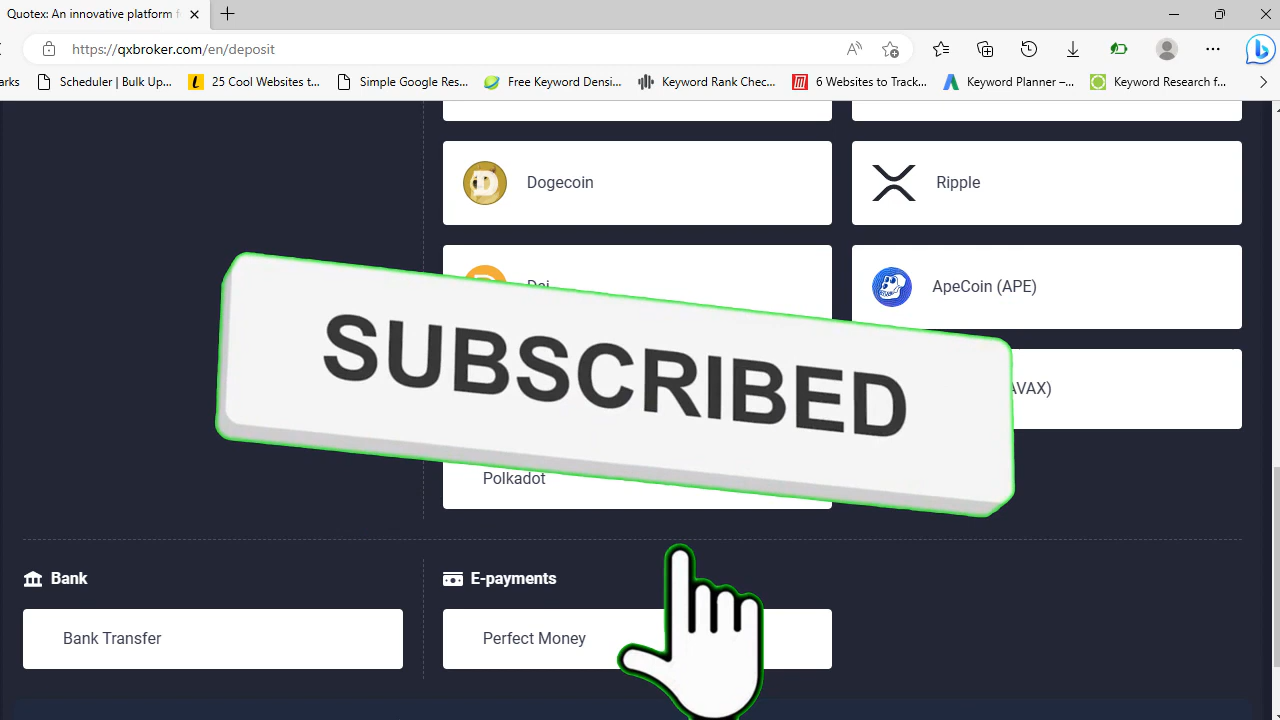 Quotex: An innovative platform f
https://qxbroker.com/en/deposit
arks
Scheduler | Bulk Up...
25 Cool Websites t...
Simple Google Res...
Free Keyword Densi...
Keyword Rank Chec...
6 Websites to Track...
Keyword Planner –...
Keyword Research f...
Dogecoin
Ripple
Dai
ApeCoin (APE)
SUBSCRIBED
AVAX)
Polkadot
Bank
E-payments
Bank Transfer
Perfect Money